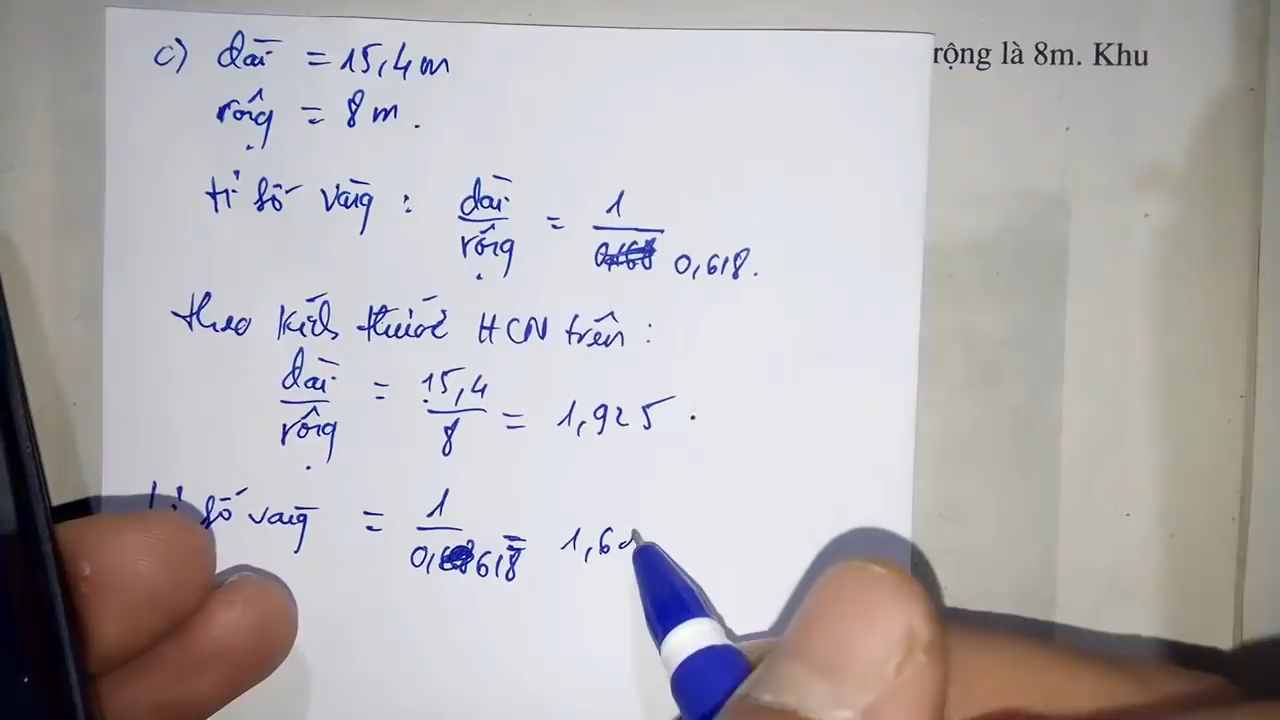 rộng là 8m. Khu
c) dài = 15,4m
rộng = 8m.
tỉ số vàng : dài/rộng = 1/0,618.
theo kích thước HCN trên :
dài/rộng = 15,4/8 = 1,925.
số vàng = 1/0,618 = 1,6